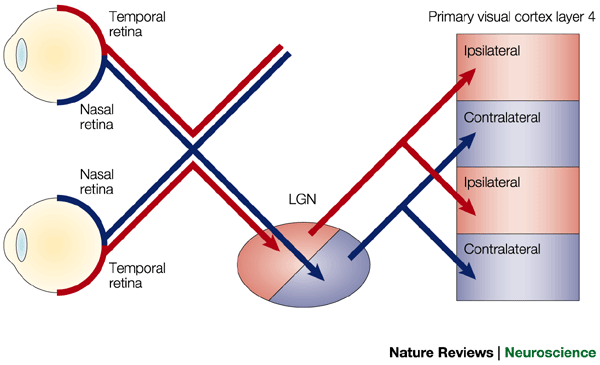 Temporal
retina
Primary visual cortex layer 4
Ipsilateral
Nasal
retina
Contralateral
Nasal
retina
LGN
Ipsilateral
Contralateral
Temporal
retina
Nature Reviews | Neuroscience